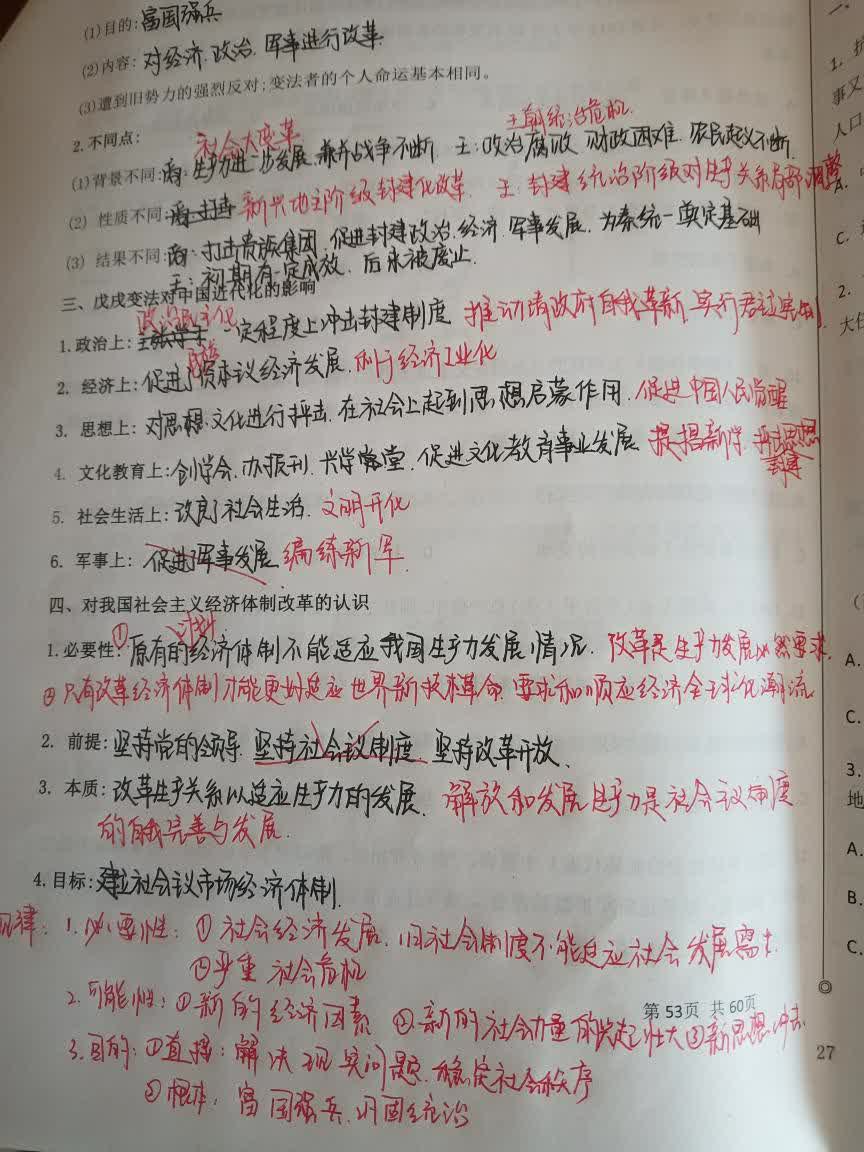 (1)目的:富国强兵
(2)内容:对经济、政治、军事进行改革.
(3)遭到旧势力的强烈反对;变法者的个人命运基本相同。
2.不同点:
社会大变革
王朝统治危机.
(1)背景不同:商:生产力进一步发展,兼并战争不断 王:政治腐败 财政困难、农民起义不断.
(2) 性质不同:商 新兴地主阶级封建化改革. 王:封建统治阶级对生产关系局部调整
(3) 结果不同:商:打击贵族集团,促进封建政治、经济、军事发展、为秦统一奠定基础
王:初期有一定成效、后来被废止.
三、戊戌变法对中国近代化的影响
政治民主化
1.政治上: 一定程度上冲击封建制度 推动清政府自我革新,实行君主立宪制.
民族
2. 经济上:促进了资本主义经济发展.利于经济工业化
3. 思想上:对思想、文化进行抨击.在社会上起到思想启蒙作用.促进中国人民觉醒
4. 文化教育上:创学会、办报刊、兴学堂、促进文化教育事业发展 提倡新学.
5. 社会生活上:改良了社会生活.文明开化
6. 军事上:促进军事发展 编练新军.
四、对我国社会主义经济体制改革的认识
计划
1.必要性:①原有的经济体制不能适应我国生产力发展情况.改革是生产力发展必然要求.
②只有改革经济体制才能更好适应世界新技术革命、要求和顺应经济全球化潮流
2. 前提:坚持党的领导.坚持社会主义制度、坚持改革开放、
3. 本质:改革生产关系以适应生产力的发展. 解放和发展生产力是社会主义制度
的自我完善与发展.
4.目标:建立社会主义市场经济体制.
规律:1.必要性:①社会经济发展.旧社会制度不能适应社会发展需求.
②严重社会危机
2.可能性:①新的经济因素 ②新的社会力量的兴起壮大③新思想冲击
第53页 共60页
3.目的:①直接:解决现实问题.稳定社会秩序
27
②根本:富国强兵、巩固统治
一、
1.
事又
人口
A.
C.
2.
A.
C.
3.
地
A.
B.
C.